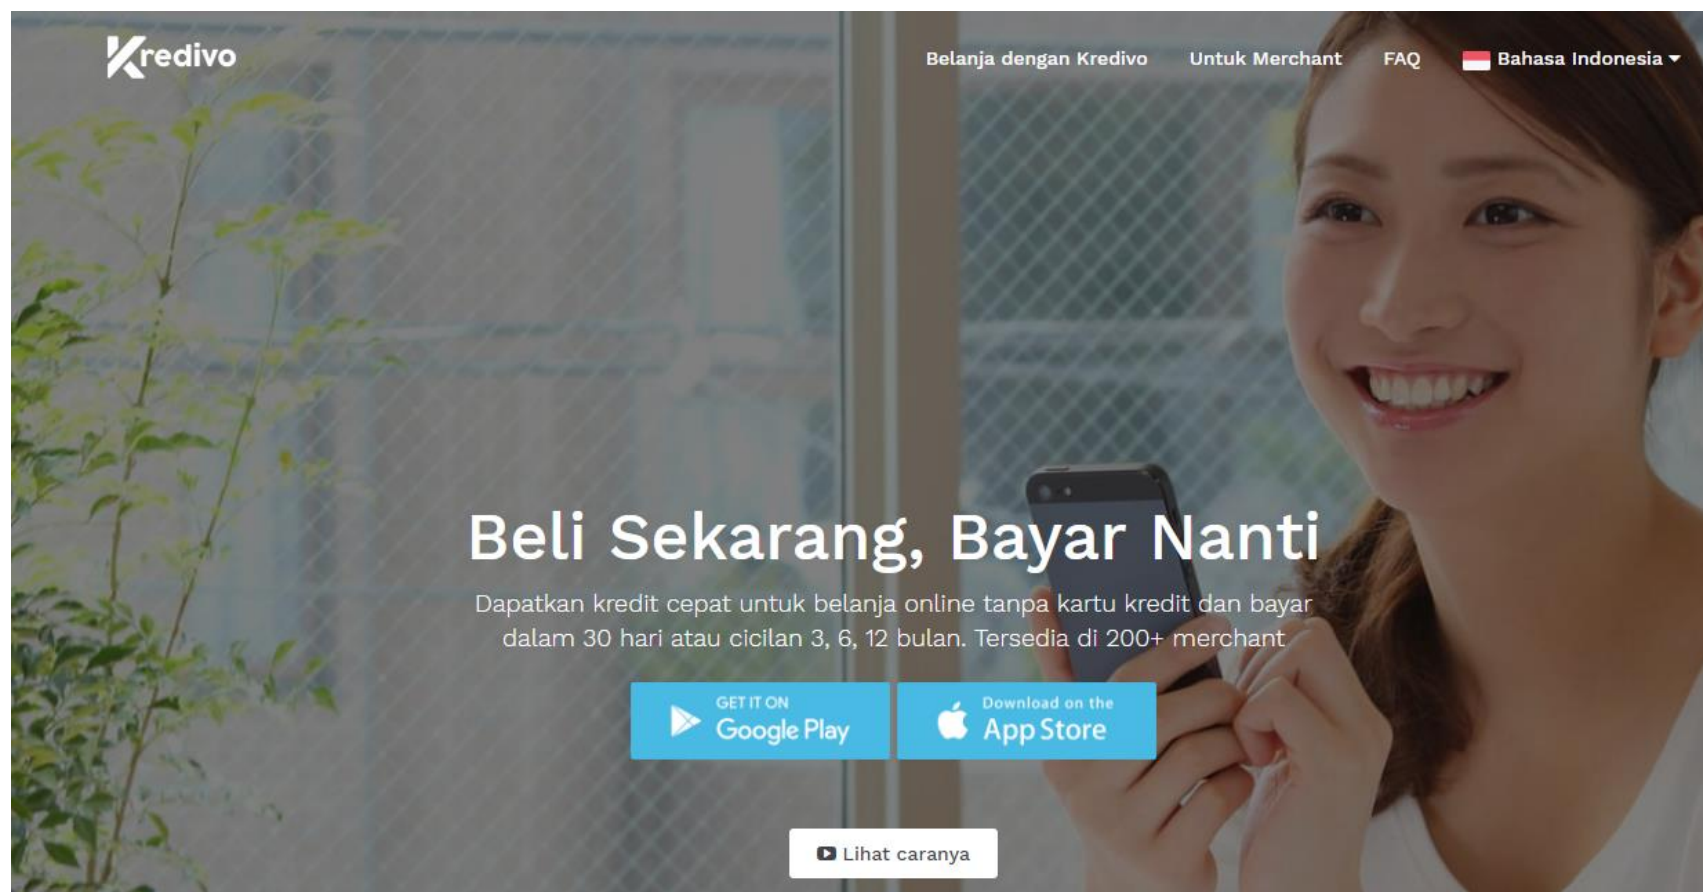 Kredivo
Belanja dengan Kredivo
Untuk Merchant
FAQ
Bahasa Indonesia
Beli Sekarang, Bayar Nanti
Dapatkan kredit cepat untuk belanja online tanpa kartu kredit dan bayar
dalam 30 hari atau cicilan 3, 6, 12 bulan. Tersedia di 200+ merchant
GET IT ON
Google Play
Download on the
App Store
Lihat caranya